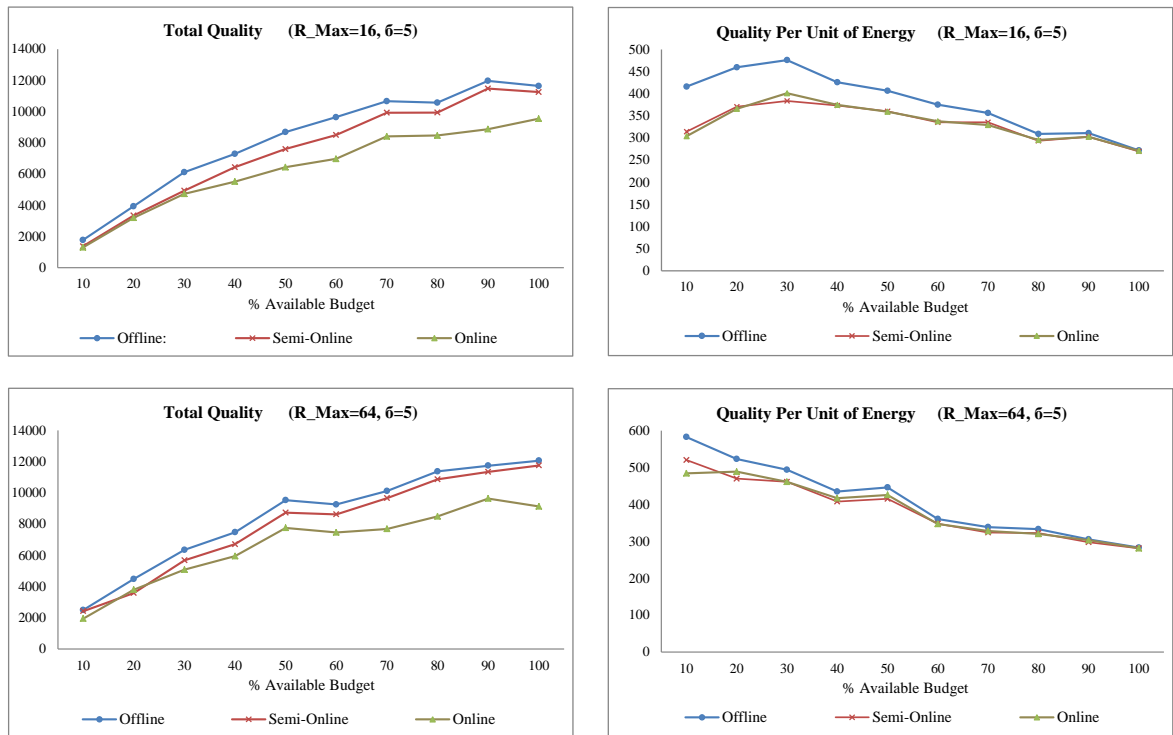 Total Quality (R_Max=16, б=5)
14000
12000
10000
8000
6000
4000
2000
0
10 20 30 40 50 60 70 80 90 100
% Available Budget
Offline: Semi-Online Online
Quality Per Unit of Energy (R_Max=16, б=5)
500
450
400
350
300
250
200
150
100
50
0
10 20 30 40 50 60 70 80 90 100
% Available Budget
Offline Semi-Online Online
Total Quality (R_Max=64, б=5)
14000
12000
10000
8000
6000
4000
2000
0
10 20 30 40 50 60 70 80 90 100
% Available Budget
Offline Semi-Online Online
Quality Per Unit of Energy (R_Max=64, б=5)
600
500
400
300
200
100
0
10 20 30 40 50 60 70 80 90 100
% Available Budget
Offline Semi-Online Online